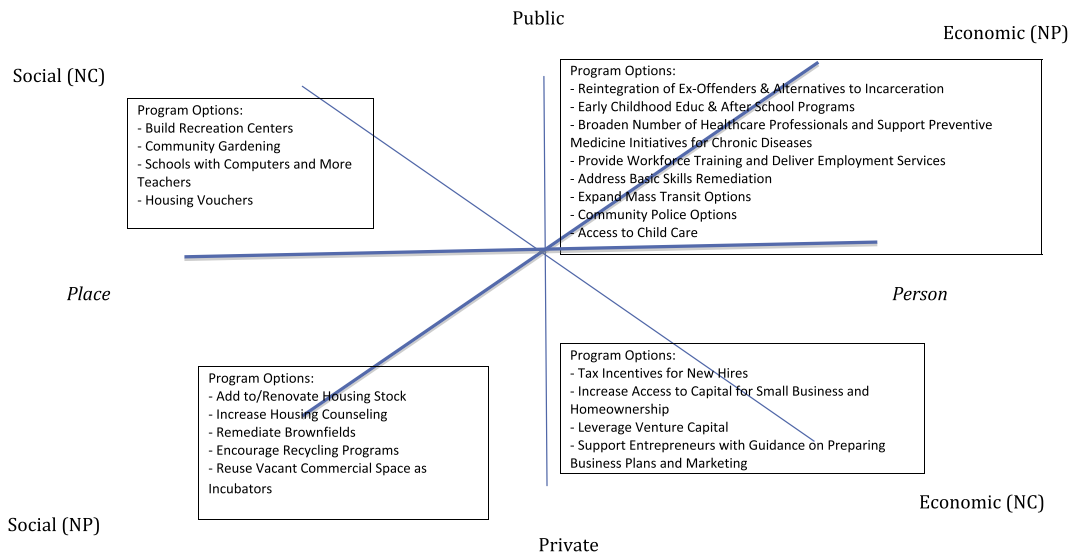 Public
Economic (NP)
Social (NC)
Program Options:
- Build Recreation Centers
- Community Gardening
- Schools with Computers and More
Teachers
- Housing Vouchers
Program Options:
- Reintegration of Ex-Offenders & Alternatives to Incarceration
- Early Childhood Educ & After School Programs
- Broaden Number of Healthcare Professionals and Support Preventive
Medicine Initiatives for Chronic Diseases
- Provide Workforce Training and Deliver Employment Services
- Address Basic Skills Remediation
- Expand Mass Transit Options
- Community Police Options
- Access to Child Care
Place
Person
Program Options:
- Add to/Renovate Housing Stock
- Increase Housing Counseling
- Remediate Brownfields
- Encourage Recycling Programs
- Reuse Vacant Commercial Space as
Incubators
Program Options:
- Tax Incentives for New Hires
- Increase Access to Capital for Small Business and
Homeownership
- Leverage Venture Capital
- Support Entrepreneurs with Guidance on Preparing
Business Plans and Marketing
Economic (NC)
Social (NP)
Private